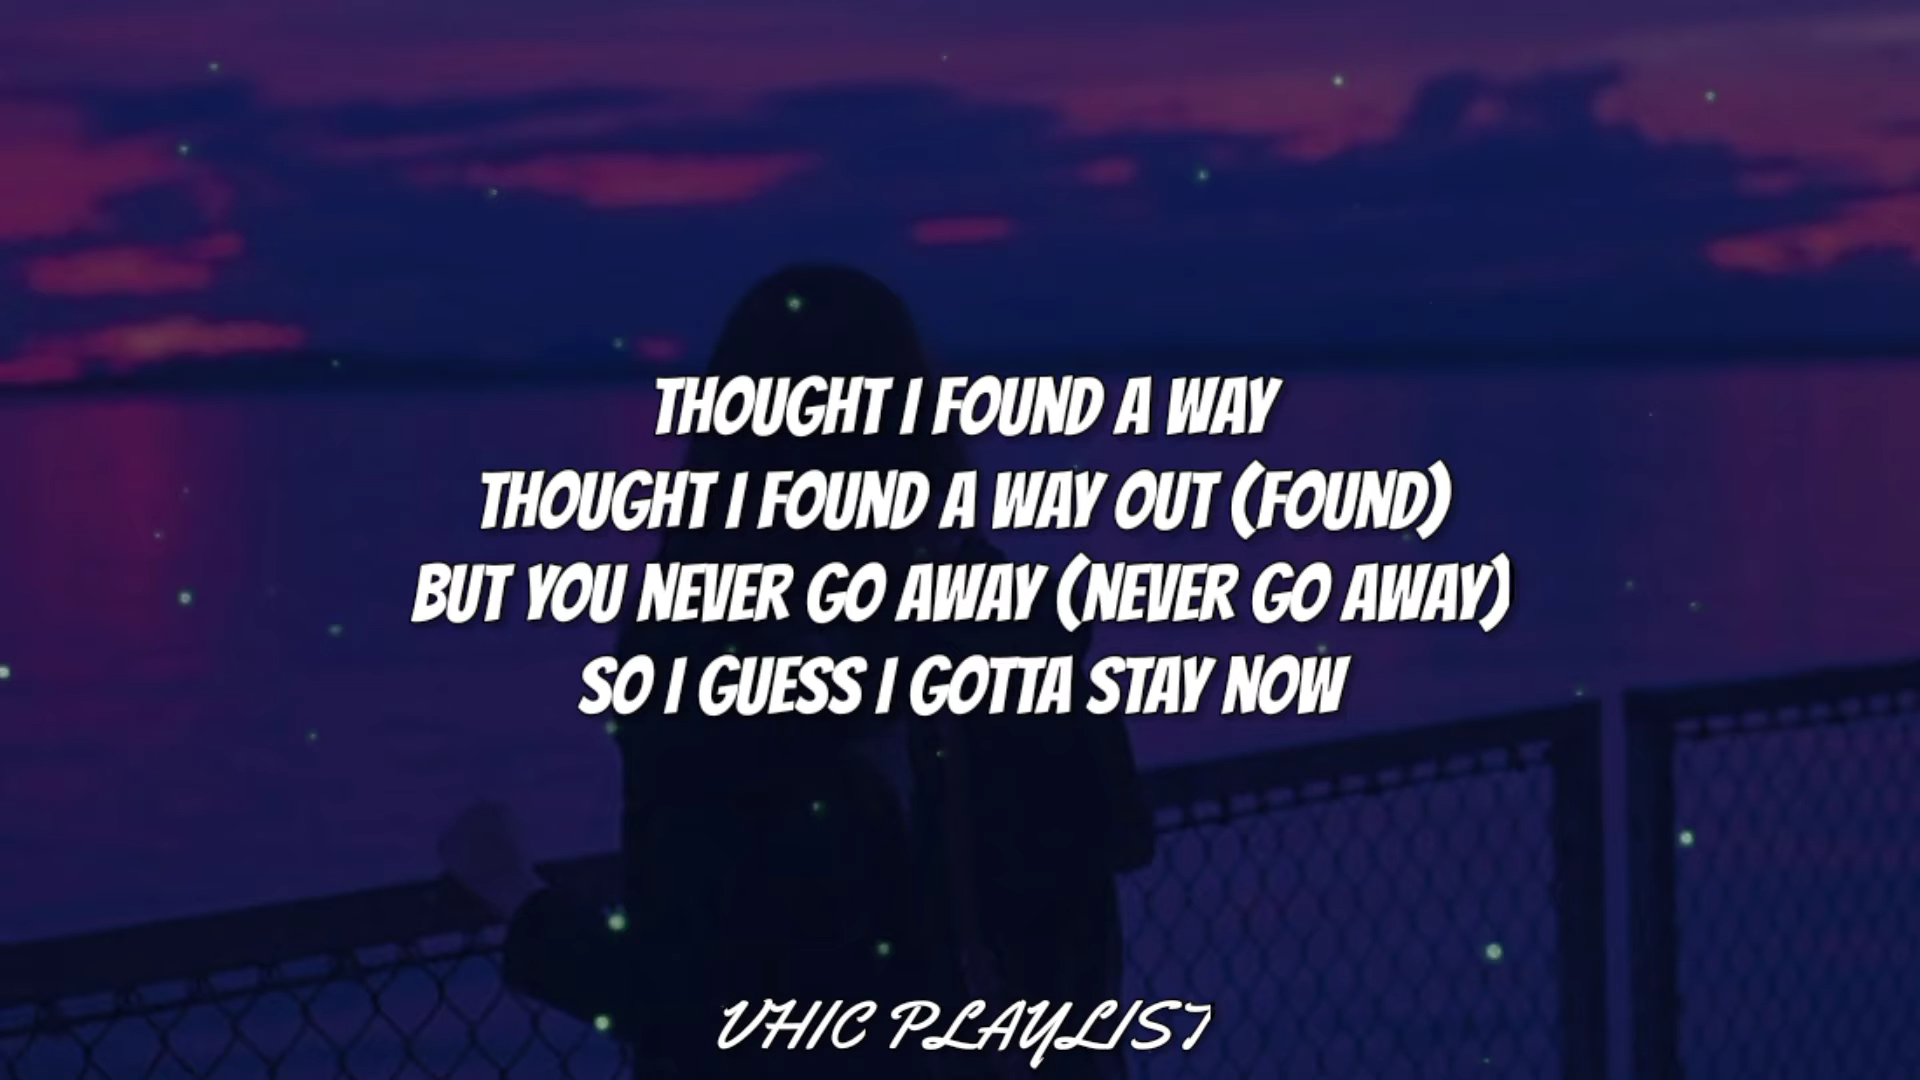 THOUGHT I FOUND A WAY
THOUGHT I FOUND A WAY OUT (FOUND)
BUT YOU NEVER GO AWAY (NEVER GO AWAY)
SO I GUESS I GOTTA STAY NOW
VHIC PLAYLIST